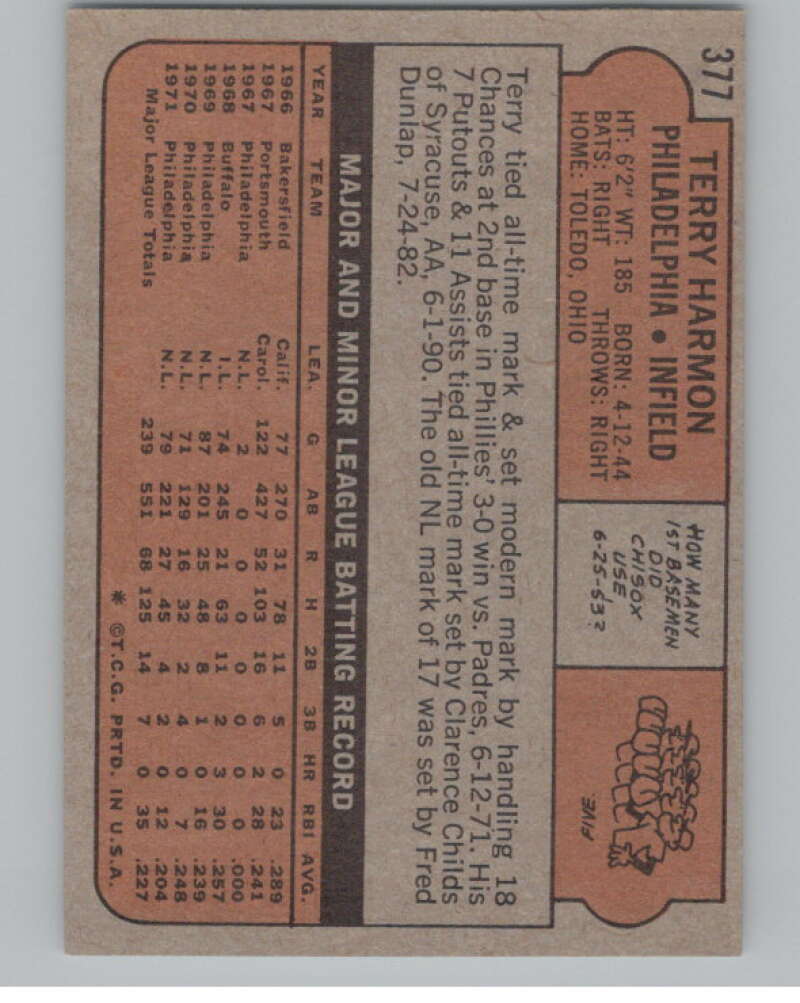 377
TERRY HARMON
PHILADELPHIA • INFIELD
HT: 6'2" WT: 185 BORN: 4-12-44
BATS: RIGHT THROWS: RIGHT
HOME: TOLEDO, OHIO
HOW MANY
1ST BASEMEN
DID
CHISOX
USE
6-25-53?
FIVE.
Terry tied all-time mark & set modern mark by handling 18
Chances at 2nd base in Phillies' 3-0 win vs. Padres, 6-12-71. His
7 Putouts & 11 Assists tied all-time mark set by Clarence Childs
of Syracuse, AA, 6-1-90. The old NL mark of 17 was set by Fred
Dunlap, 7-24-82.
MAJOR AND MINOR LEAGUE BATTING RECORD
YEAR TEAM LEA. G AB R H 2B 3B HR RBI AVG.
1966 Bakersfield Calif. 77 270 31 78 11 5 0 23 .289
1967 Portsmouth Carol. 122 427 52 103 16 6 2 28 .241
1967 Philadelphia N.L. 2 0 0 0 0 0 0 0 .000
1968 Buffalo I.L. 74 245 21 63 11 2 3 30 .257
1969 Philadelphia N.L. 87 201 25 48 8 1 0 16 .239
1970 Philadelphia N.L. 71 129 16 32 2 4 0 7 .248
1971 Philadelphia N.L. 79 221 27 45 4 2 0 12 .204
Major League Totals 239 551 68 125 14 7 0 35 .227
* ©T.C.G. PRTD. IN U.S.A.